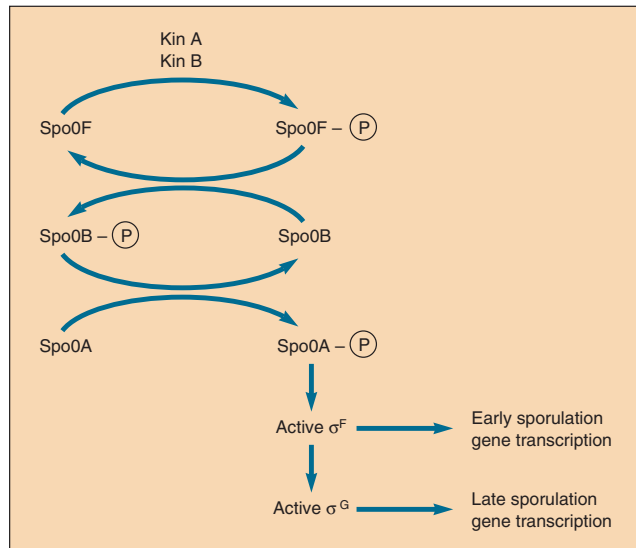 Kin A
Kin B
Spo0F
Spo0F – P
Spo0B – P
Spo0B
Spo0A
Spo0A – P
Active σF
Early sporulation
gene transcription
Active σG
Late sporulation
gene transcription